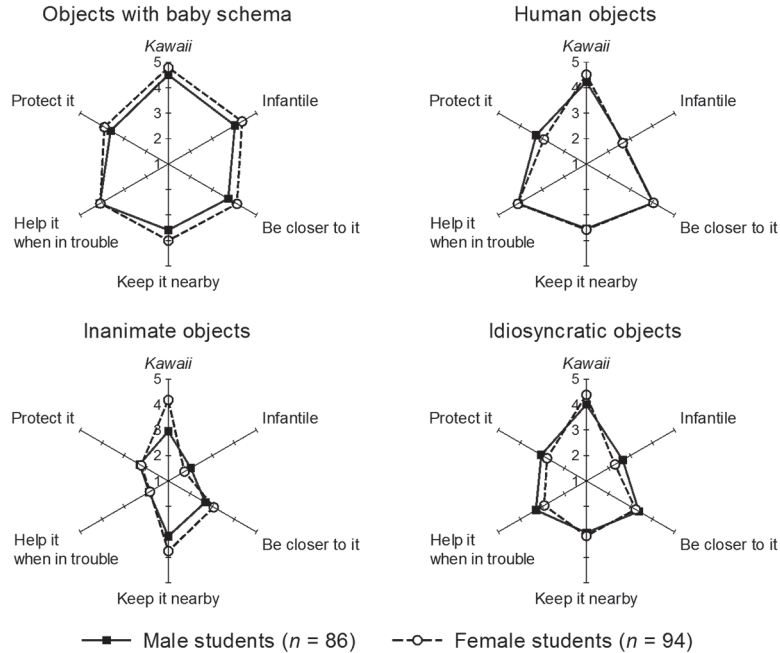 Objects with baby schema
Kawaii
5
4
3
2
1
Protect it
Infantile
Help it
when in trouble
Be closer to it
Keep it nearby
Human objects
Kawaii
5
4
3
2
1
Protect it
Infantile
Help it
when in trouble
Be closer to it
Keep it nearby
Inanimate objects
Kawaii
5
4
3
2
1
Protect it
Infantile
Help it
when in trouble
Be closer to it
Keep it nearby
Idiosyncratic objects
Kawaii
5
4
3
2
1
Protect it
Infantile
Help it
when in trouble
Be closer to it
Keep it nearby
Male students (n = 86)
Female students (n = 94)